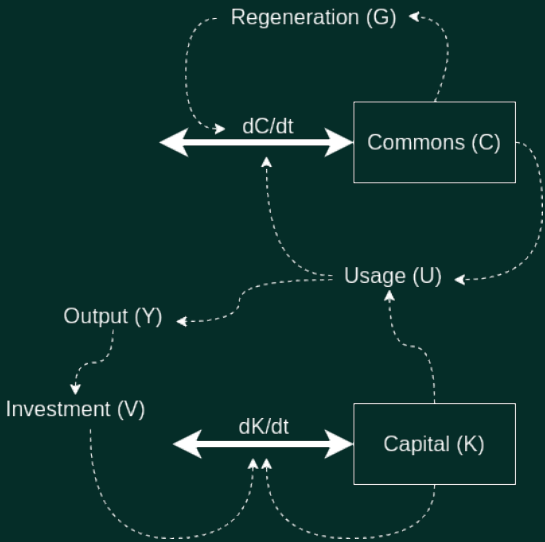 Regeneration (G)
dC/dt
Commons (C)
Usage (U)
Output (Y)
Investment (V)
dK/dt
Capital (K)